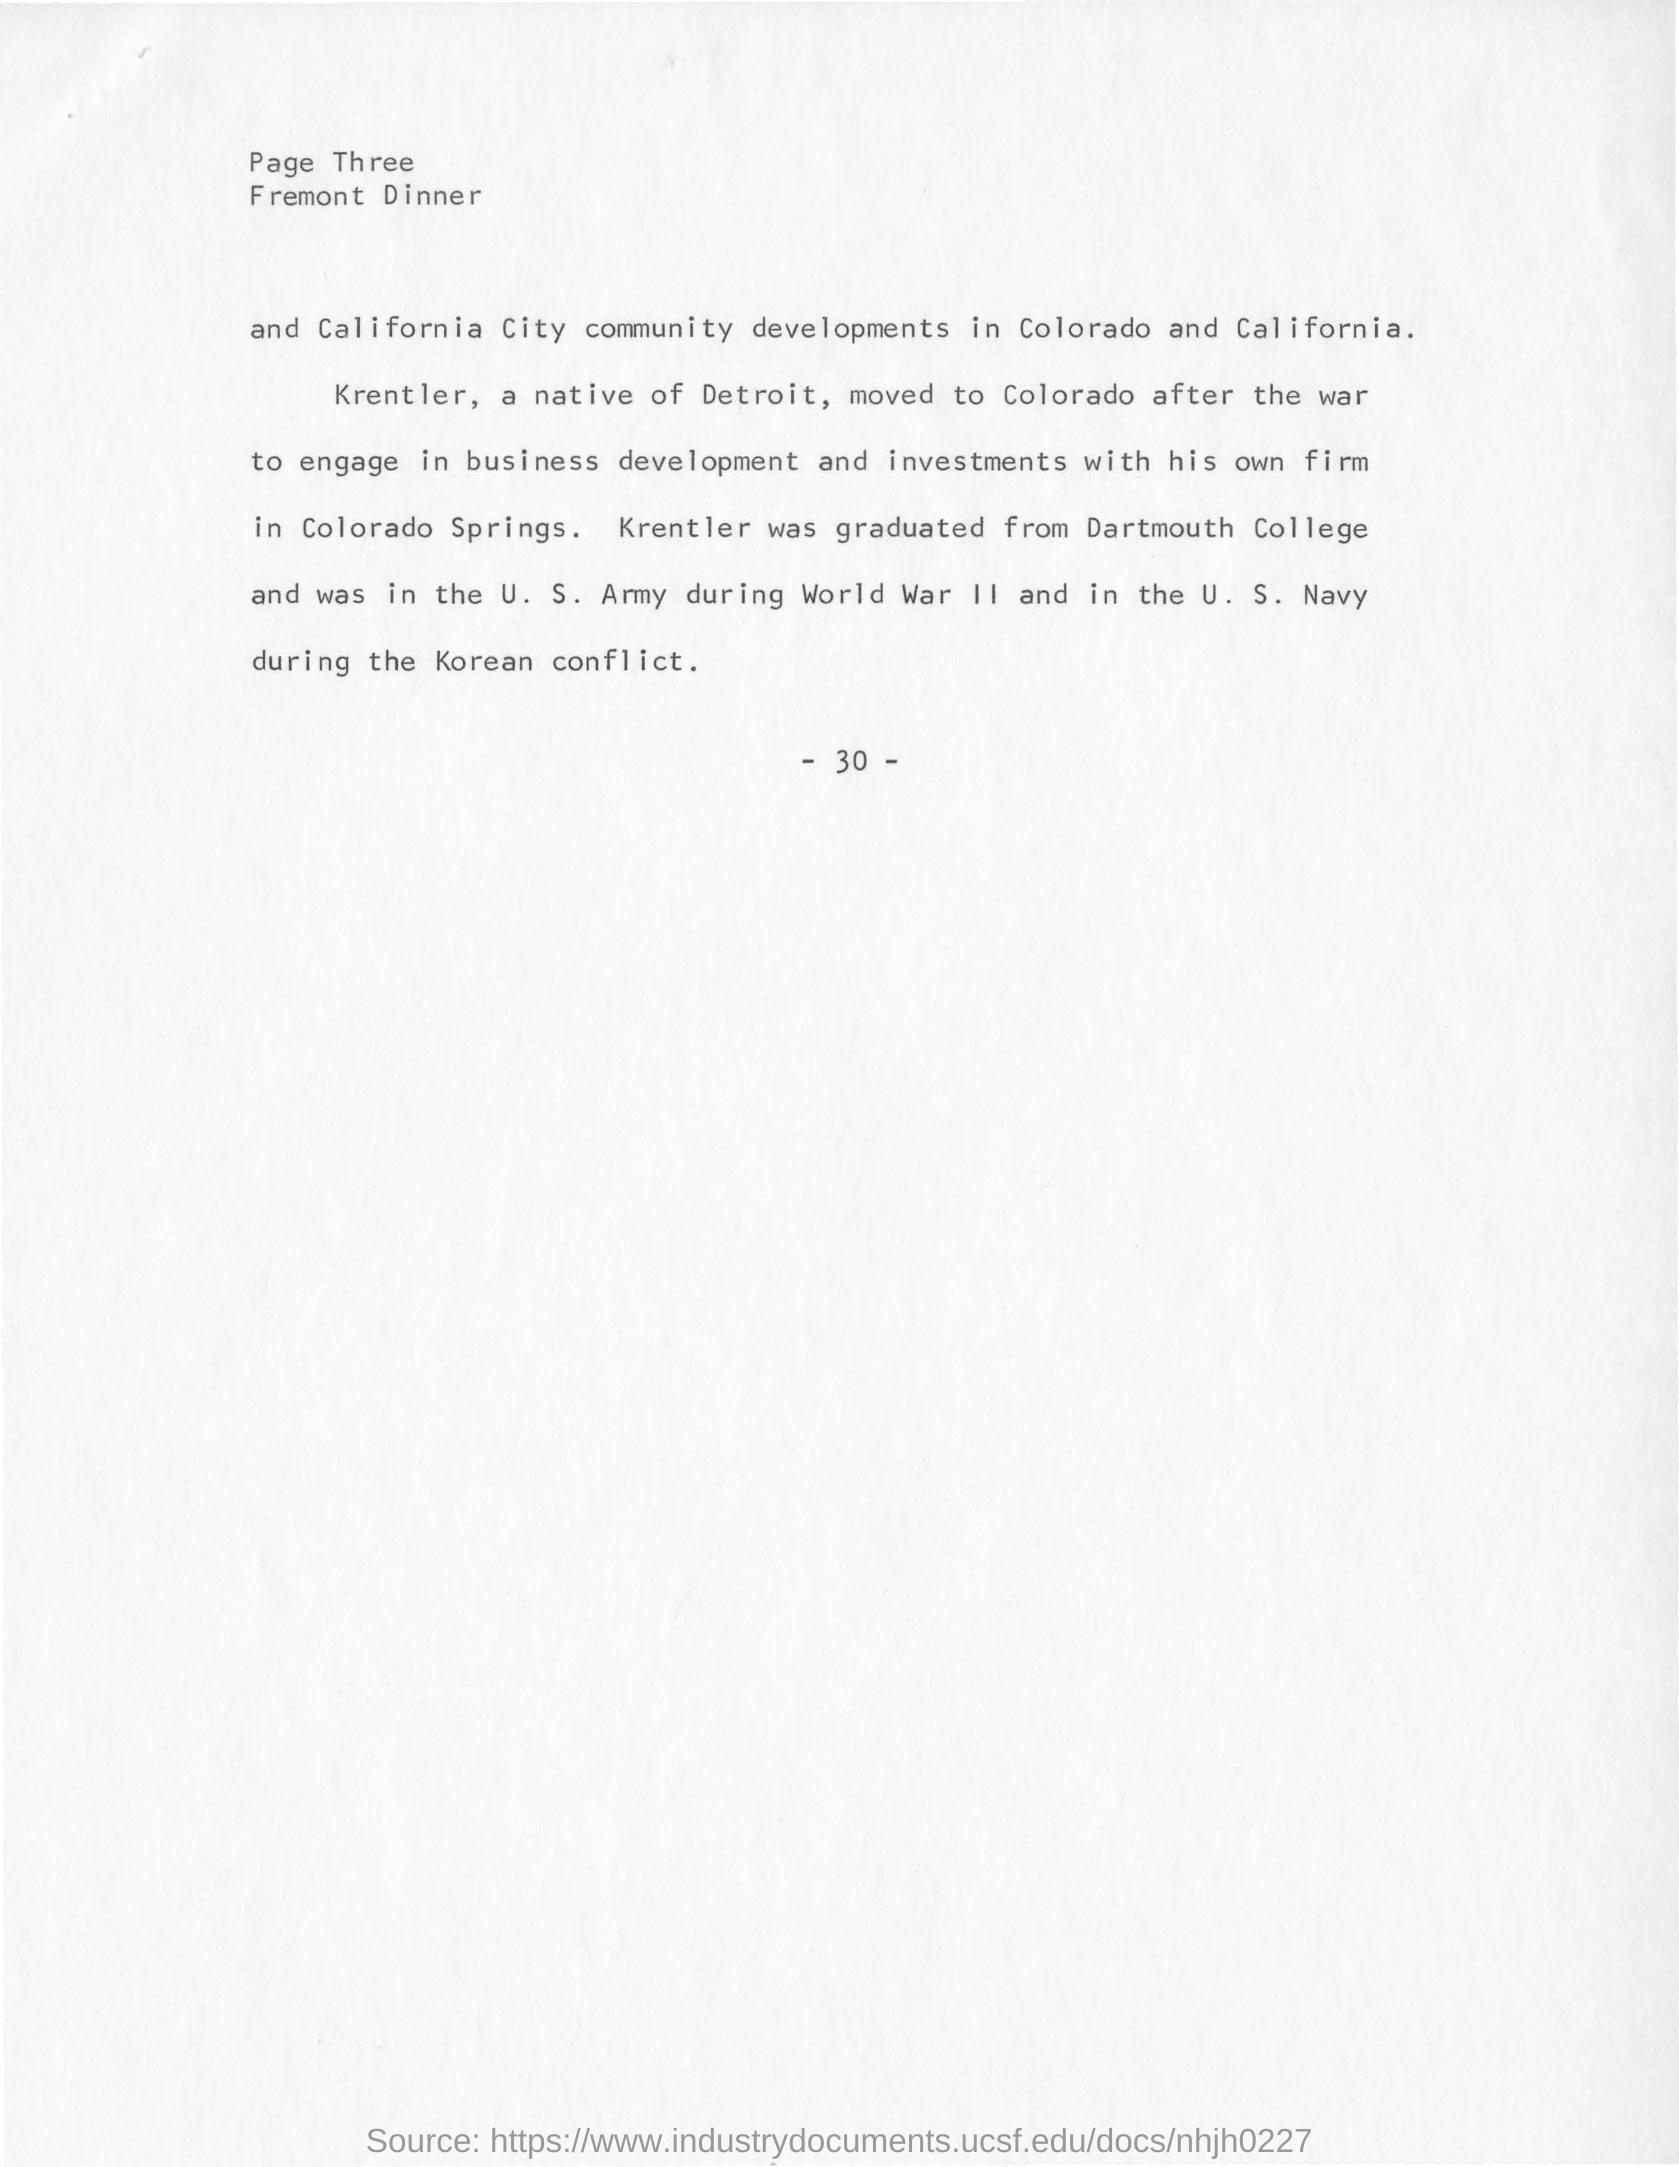 Page Three
Fremont Dinner
and California City community developments in Colorado and California.
Krentler, a native of Detroit, moved to Colorado after the war
to engage in business development and investments with his own firm
in Colorado Springs. Krentler was graduated from Dartmouth College
and was in the U. S. Army during World War II and in the U. S. Navy
during the Korean conflict.
- 30 -
Source: https://www.industrydocuments.ucsf.edu/docs/nhjh0227